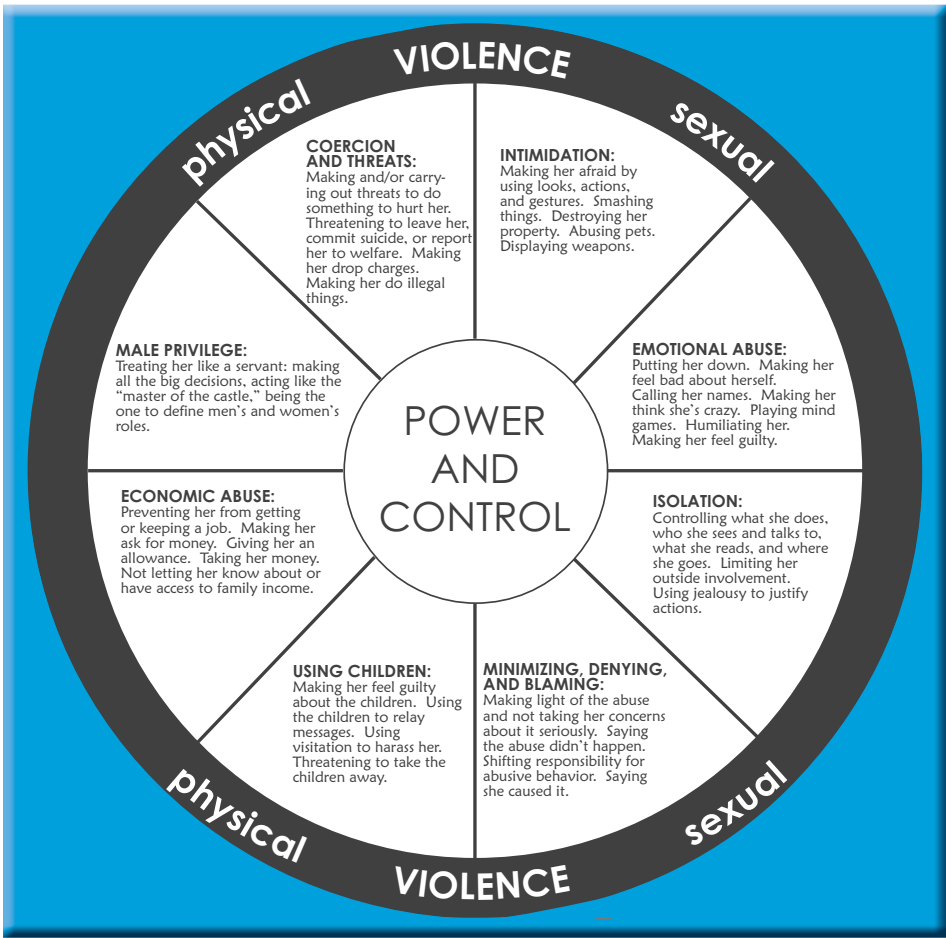 VIOLENCE
physical
sexual
COERCION
AND THREATS:
Making and/or carry-
ing out threats to do
something to hurt her.
Threatening to leave her,
commit suicide, or report
her to welfare.  Making
her drop charges.
Making her do illegal
things.
INTIMIDATION:
Making her afraid by
using looks, actions,
and gestures.  Smashing
things.  Destroying her
property.  Abusing pets.
Displaying weapons.
MALE PRIVILEGE:
Treating her like a servant: making
all the big decisions, acting like the
“master of the castle,” being the
one to define men’s and women’s
roles.
EMOTIONAL ABUSE:
Putting her down.  Making her
feel bad about herself.
Calling her names.  Making her
think she’s crazy.  Playing mind
games.  Humiliating her.
Making her feel guilty.
POWER
AND
CONTROL
ECONOMIC ABUSE:
Preventing her from getting
or keeping a job.  Making her
ask for money.  Giving her an
allowance.  Taking her money.
Not letting her know about or
have access to family income.
ISOLATION:
Controlling what she does,
who she sees and talks to,
what she reads, and where
she goes.  Limiting her
outside involvement.
Using jealousy to justify
actions.
USING CHILDREN:
Making her feel guilty
about the children.  Using
the children to relay
messages.  Using
visitation to harass her.
Threatening to take the
children away.
MINIMIZING, DENYING,
AND BLAMING:
Making light of the abuse
and not taking her concerns
about it seriously.  Saying
the abuse didn’t happen.
Shifting responsibility for
abusive behavior.  Saying
she caused it.
physical
sexual
VIOLENCE